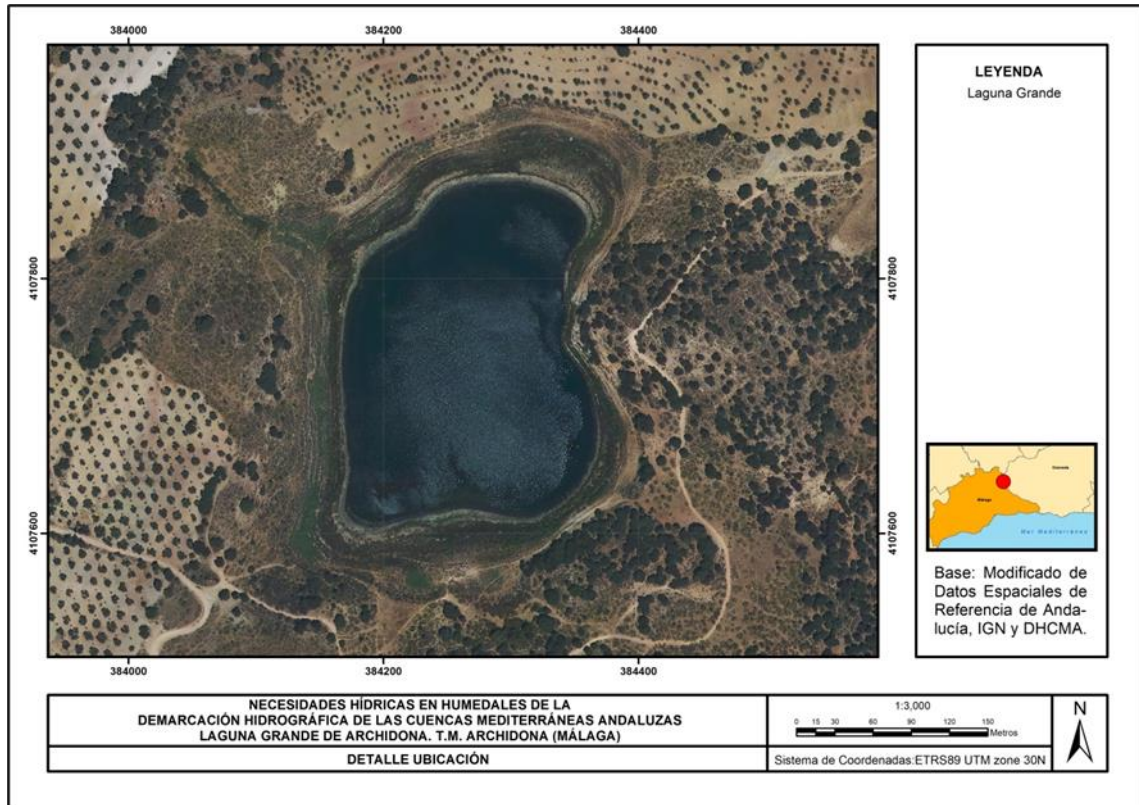 384000
384200
384400
4107800
4107800
4107600
4107600
384000
384200
384400
LEYENDA
Laguna Grande
Granada
Málaga
Mar Mediterráneo
Base: Modificado de
Datos Espaciales de
Referencia de Anda-
lucía, IGN y DHCMA.
NECESIDADES HÍDRICAS EN HUMEDALES DE LA
DEMARCACIÓN HIDROGRÁFICA DE LAS CUENCAS MEDITERRÁNEAS ANDALUZAS
LAGUNA GRANDE DE ARCHIDONA. T.M. ARCHIDONA (MÁLAGA)
DETALLE UBICACIÓN
1:3,000
0 15 30 60 90 120 150
Metros
Sistema de Coordenadas:ETRS89 UTM zone 30N
N